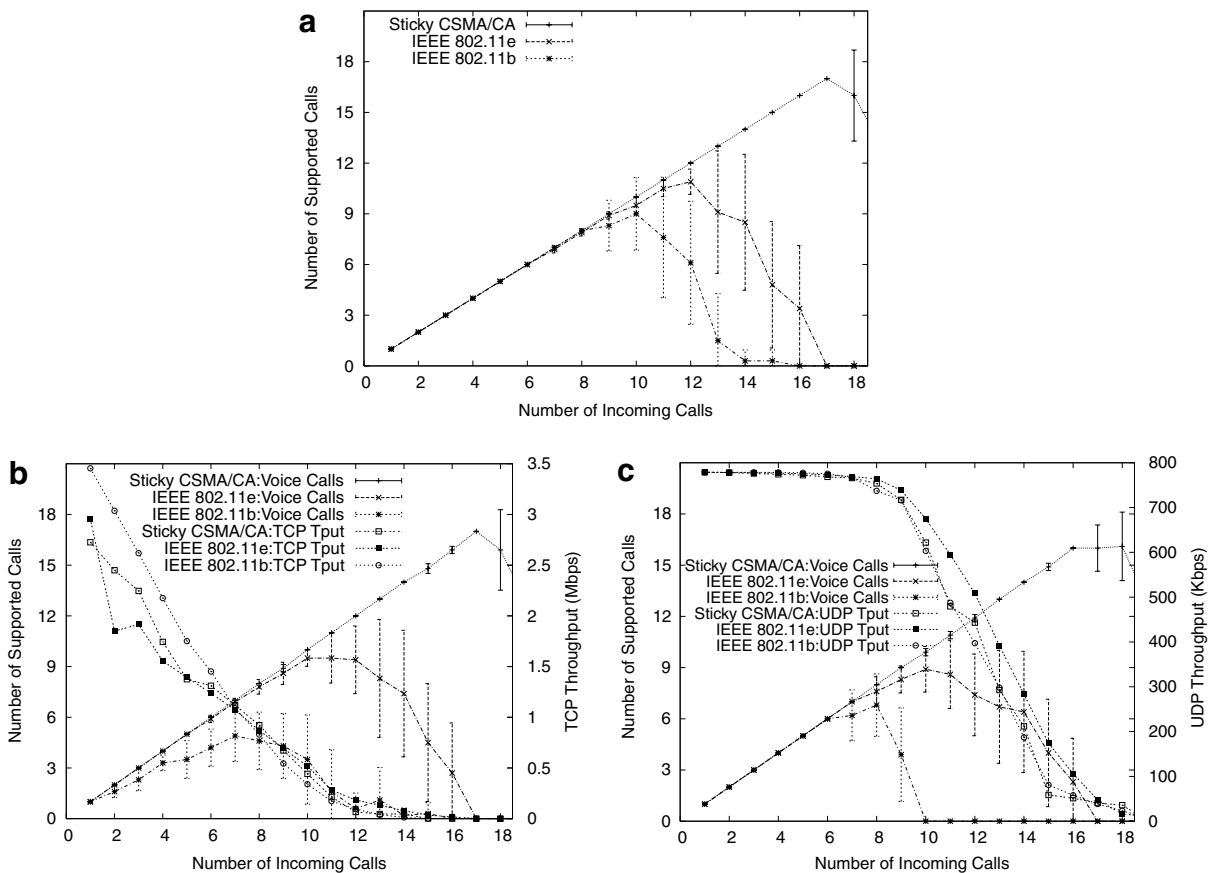 a
Sticky CSMA/CA
IEEE 802.11e
IEEE 802.11b
Number of Supported Calls
18
15
12
9
6
3
0
0 2 4 6 8 10 12 14 16 18
Number of Incoming Calls
b
Sticky CSMA/CA:Voice Calls
IEEE 802.11e:Voice Calls
IEEE 802.11b:Voice Calls
Sticky CSMA/CA:TCP Tput
IEEE 802.11e:TCP Tput
IEEE 802.11b:TCP Tput
Number of Supported Calls
18
15
12
9
6
3
0
3.5
3
2.5
2
1.5
1
0.5
0
TCP Throughput (Mbps)
0 2 4 6 8 10 12 14 16 18
Number of Incoming Calls
c
Sticky CSMA/CA:Voice Calls
IEEE 802.11e:Voice Calls
IEEE 802.11b:Voice Calls
Sticky CSMA/CA:UDP Tput
IEEE 802.11e:UDP Tput
IEEE 802.11b:UDP Tput
Number of Supported Calls
18
15
12
9
6
3
0
800
700
600
500
400
300
200
100
0
UDP Throughput (Kbps)
0 2 4 6 8 10 12 14 16 18
Number of Incoming Calls